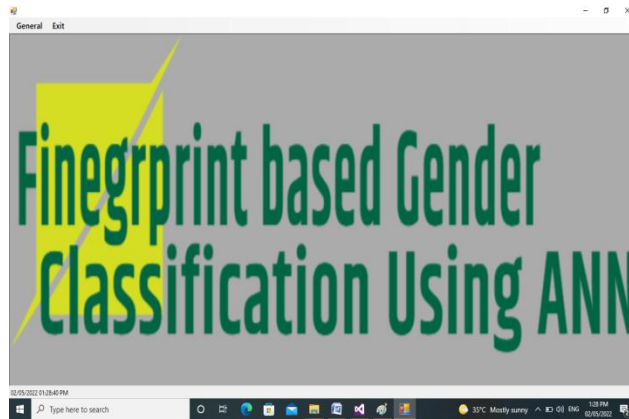 General Exit
Finegrprint based Gender
Classification Using ANN
02/05/2022 01:28:40 PM
Type here to search
35°C Mostly sunny
ENG
1:28 PM
02/05/2022